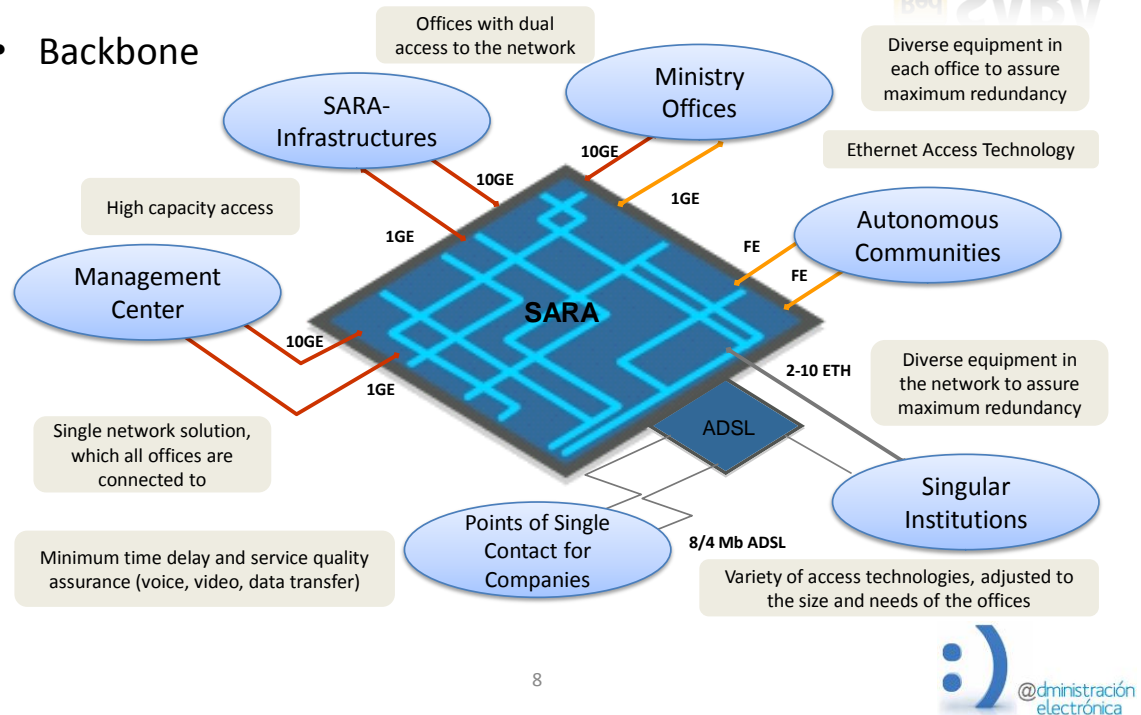 Red SARA
• Backbone
Offices with dual
access to the network
Diverse equipment in
each office to assure
maximum redundancy
Ministry
Offices
SARA-
Infrastructures
Ethernet Access Technology
10GE
10GE
1GE
High capacity access
1GE
FE
FE
Autonomous
Communities
Management
Center
SARA
10GE
1GE
2-10 ETH
Diverse equipment in
the network to assure
maximum redundancy
ADSL
Single network solution,
which all offices are
connected to
Singular
Institutions
Points of Single
Contact for
Companies
8/4 Mb ADSL
Minimum time delay and service quality
assurance (voice, video, data transfer)
Variety of access technologies, adjusted to
the size and needs of the offices
8
@dministración
electrónica